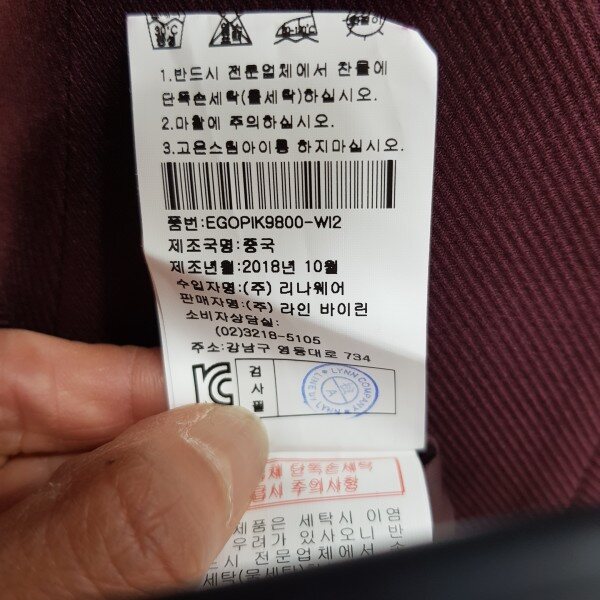 1.반드시 전문업체에서 찬물에
단독손세탁(물세탁)하십시오.
2.마찰에 주의하십시오.
3.고온스팀아이롱 하지마십시오.
품번:EGOPIK9800-WI2
제조국명:중국
제조년월:2018년 10월
수입자명:(주) 리나웨어
판매자명:(주) 라인 바이린
소비자상담실:
(02)3218-5105
주소:강남구 영동대로 734
검
사
필
LYNN COMPANY
단독손세탁
주의사항
제품은 세탁시 이염
우려가 있사오니 반
드시 전문업체에서
세탁(물세탁)